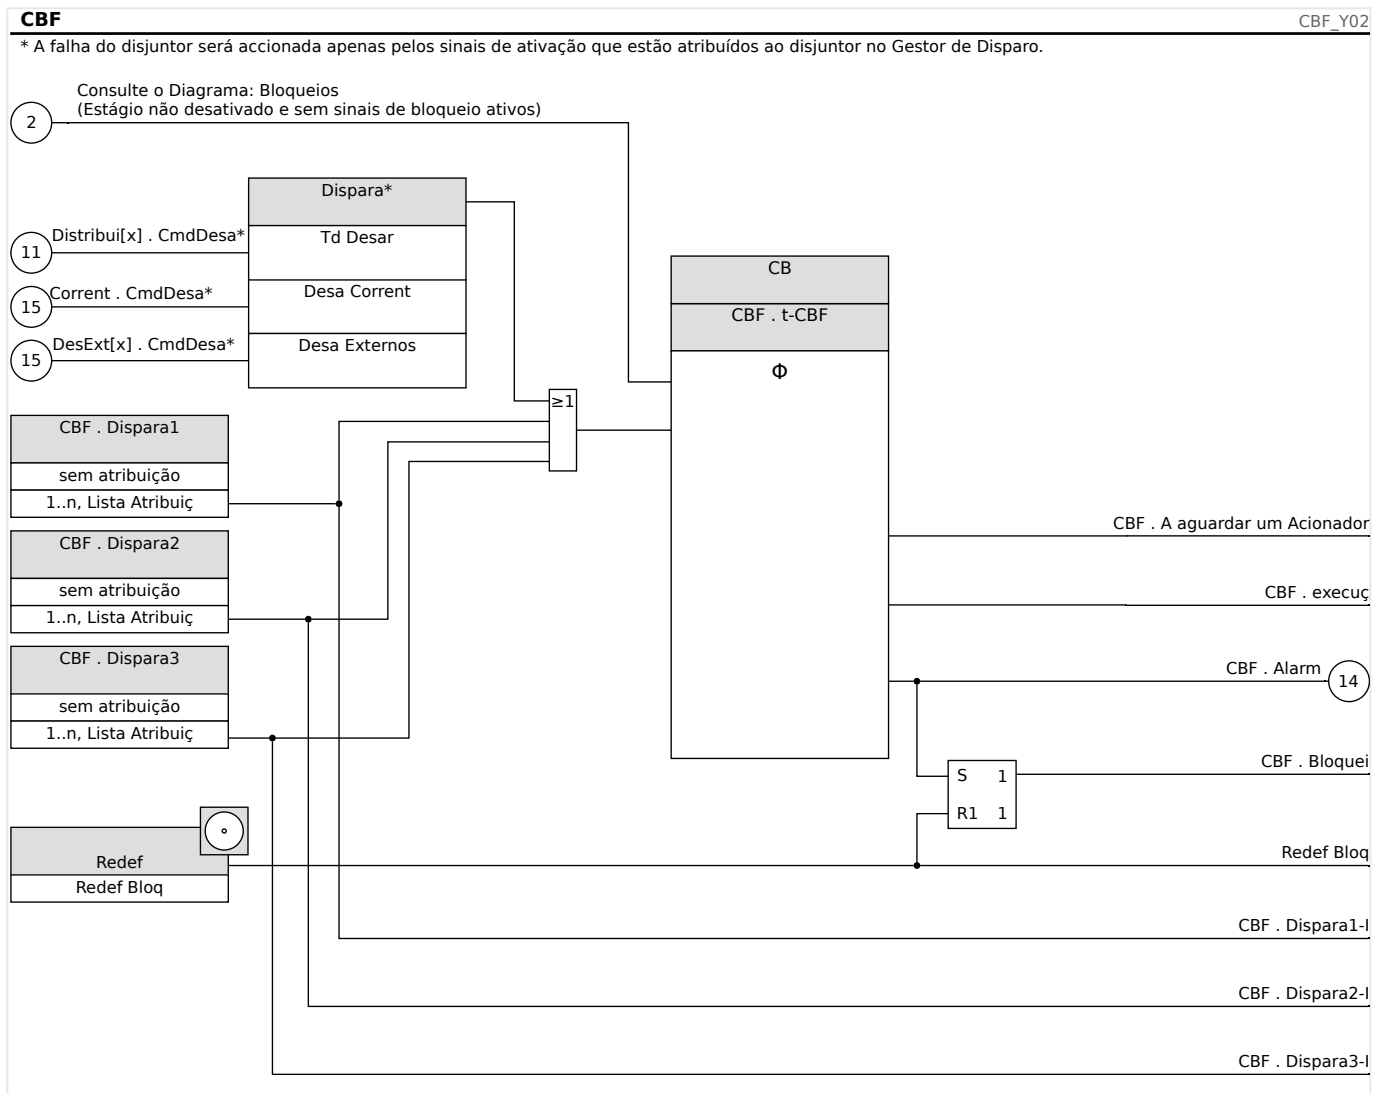 CBF
CBF_Y02
* A falha do disjuntor será accionada apenas pelos sinais de ativação que estão atribuídos ao disjuntor no Gestor de Disparo.
Consulte o Diagrama: Bloqueios
(Estágio não desativado e sem sinais de bloqueio ativos)
2
Dispara*
Distribui[x] . CmdDesa*
11
Td Desar
Corrent . CmdDesa*
15
Desa Corrent
DesExt[x] . CmdDesa*
15
Desa Externos
CB
CBF . t-CBF
Φ
≥1
CBF . Dispara1
sem atribuição
1..n, Lista Atribuiç
CBF . Dispara2
sem atribuição
1..n, Lista Atribuiç
CBF . Dispara3
sem atribuição
1..n, Lista Atribuiç
CBF . A aguardar um Acionador
CBF . execuç
CBF . Alarm
14
S 1
R1 1
CBF . Bloquei
Redef
Redef Bloq
Redef Bloq
CBF . Dispara1-I
CBF . Dispara2-I
CBF . Dispara3-I